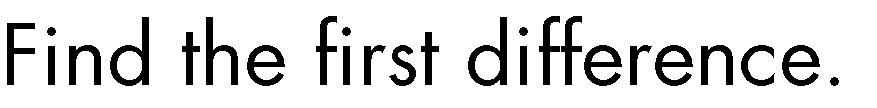 Find the first difference.